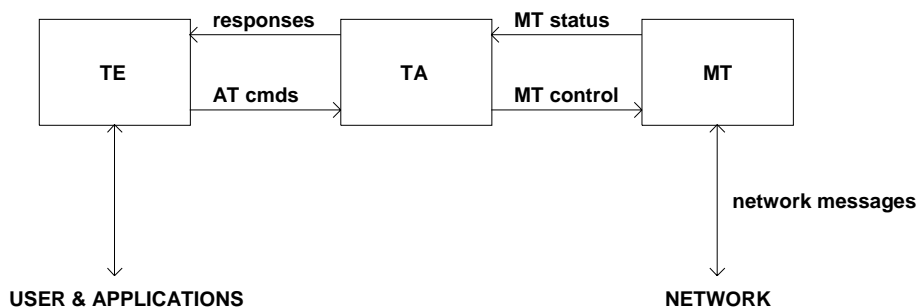 responses
MT status
TE
TA
MT
AT cmds
MT control
network messages
USER & APPLICATIONS
NETWORK